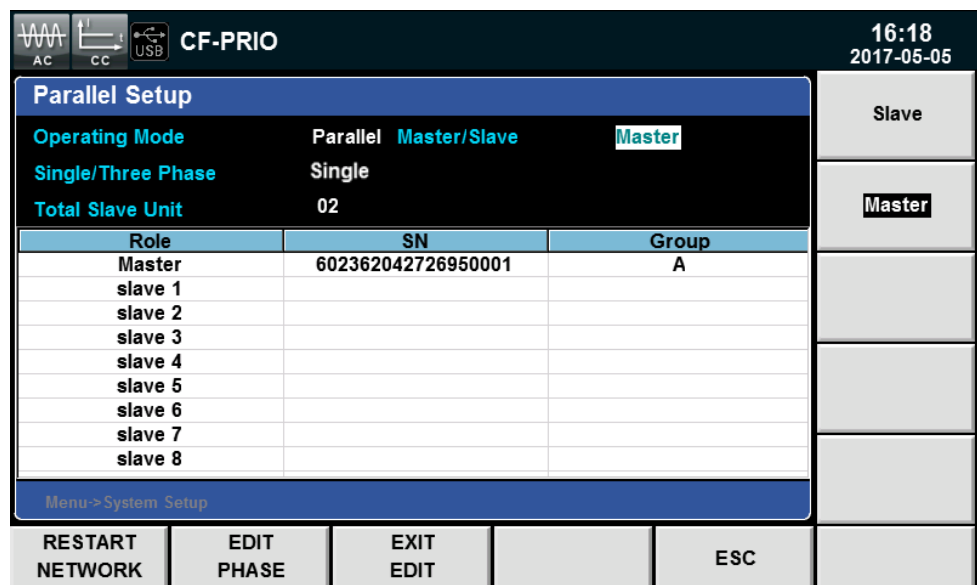 AC CC USB CF-PRIO 16:18
2017-05-05
Parallel Setup
Slave
Operating Mode Parallel Master/Slave Master
Single/Three Phase Single
Total Slave Unit 02
Master
Role SN Group
Master 602362042726950001 A
slave 1
slave 2
slave 3
slave 4
slave 5
slave 6
slave 7
slave 8
Menu->System Setup
RESTART NETWORK
EDIT PHASE
EXIT EDIT
ESC